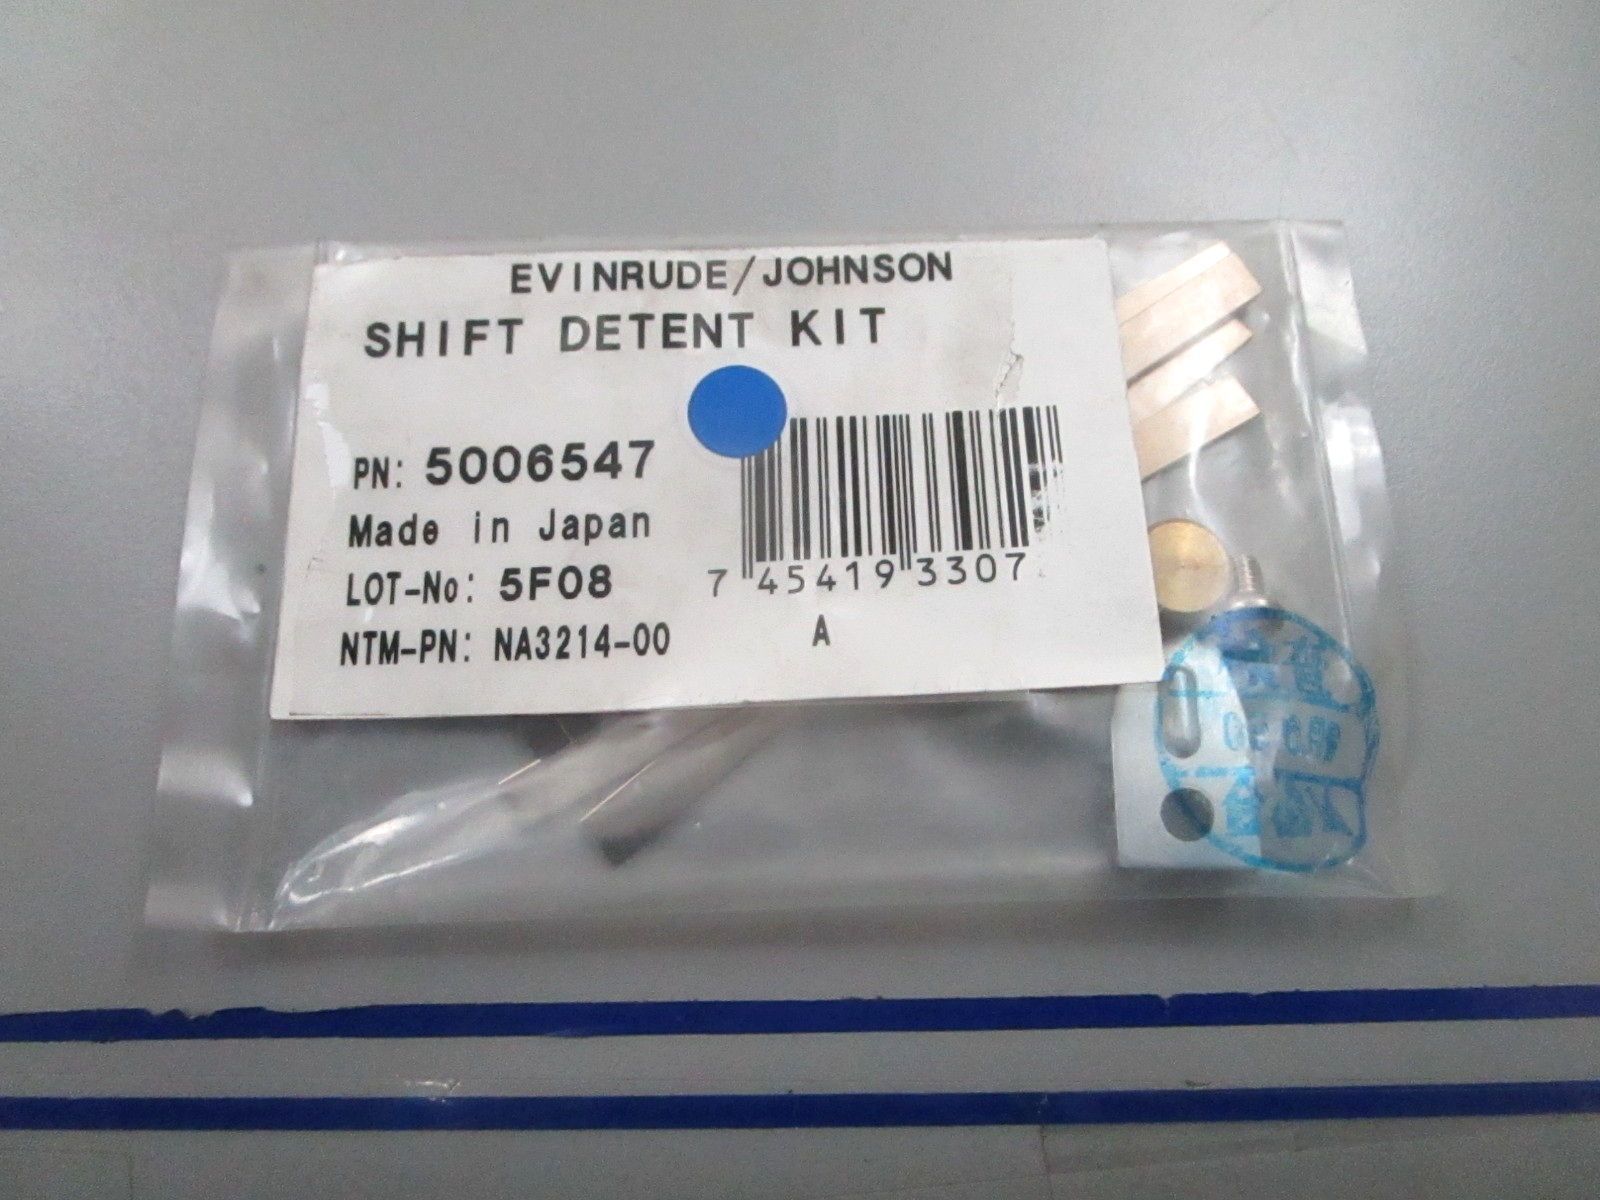 EVINRUDE/JOHNSON
SHIFT DETENT KIT
PN: 5006547
Made in Japan
LOT-No: 5F08
NTM-PN: NA3214-00
7 45419 3307
A